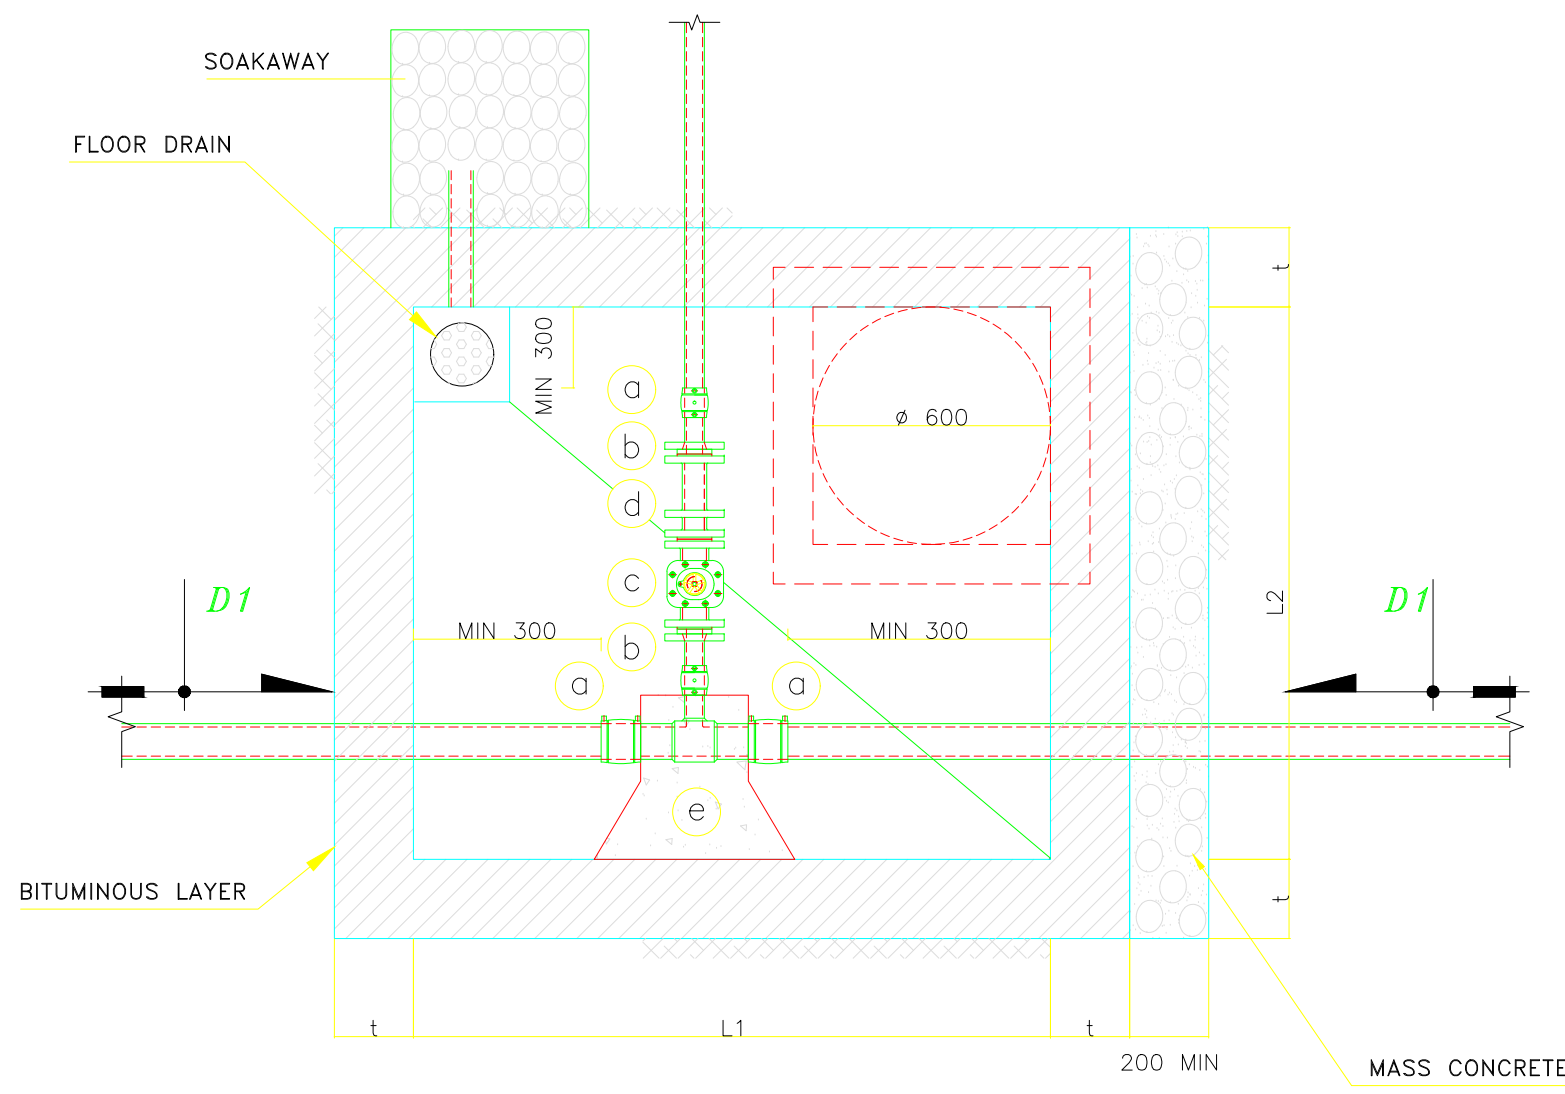 SOAKAWAY
FLOOR DRAIN
t
MIN 300
a
ø 600
b
d
c
D1
D1
L2
MIN 300
MIN 300
b
a
a
e
BITUMINOUS LAYER
t
t
L1
t
200 MIN
MASS CONCRETE